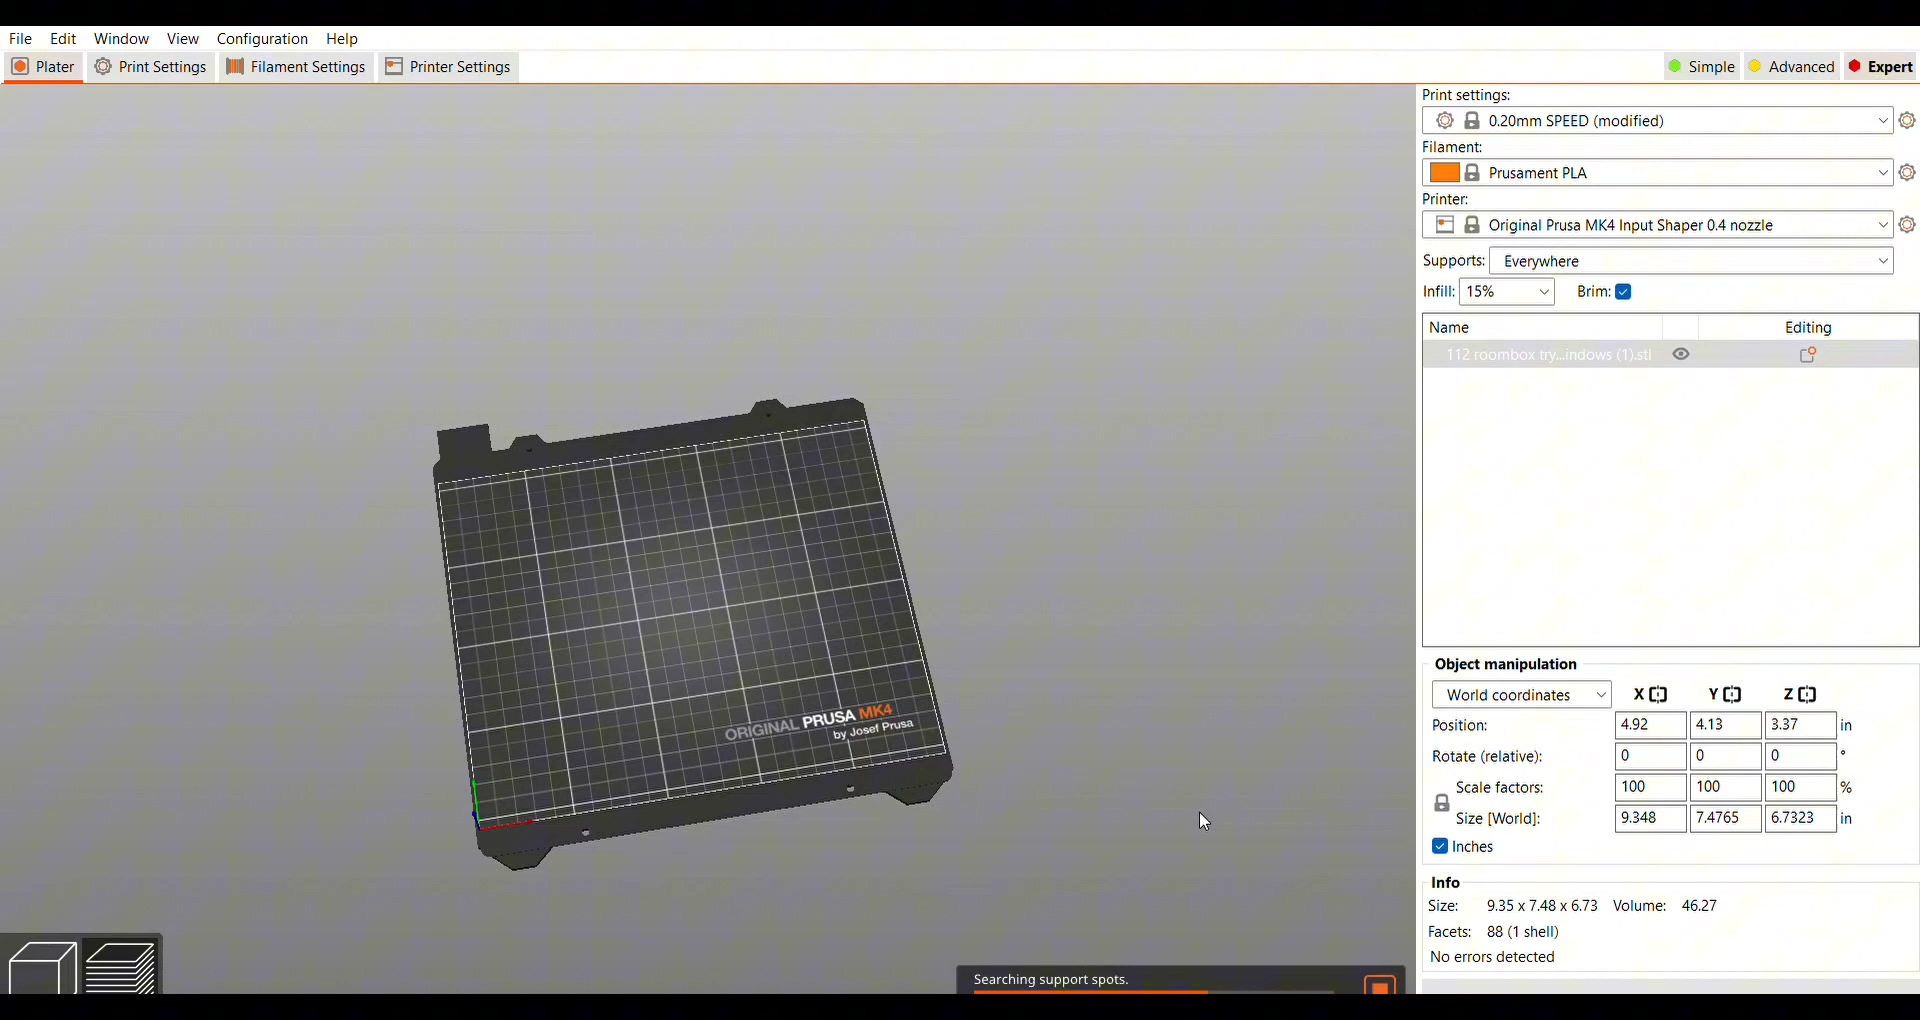 File Edit Window View Configuration Help
Plater Print Settings Filament Settings Printer Settings Simple Advanced Expert
Print settings:
0.20mm SPEED (modified)
Filament:
Prusament PLA
Printer:
Original Prusa MK4 Input Shaper 0.4 nozzle
Supports: Everywhere
Infill: 15% Brim:
Name Editing
112 roombox try...indows (1).stl
ORIGINAL PRUSA MK4
by Josef Prusa
Object manipulation
World coordinates X Y Z
Position: 4.92 4.13 3.37 in
Rotate (relative): 0 0 0 °
Scale factors: 100 100 100 %
Size [World]: 9.348 7.4765 6.7323 in
Inches
Info
Size: 9.35 x 7.48 x 6.73 Volume: 46.27
Facets: 88 (1 shell)
No errors detected
Searching support spots.